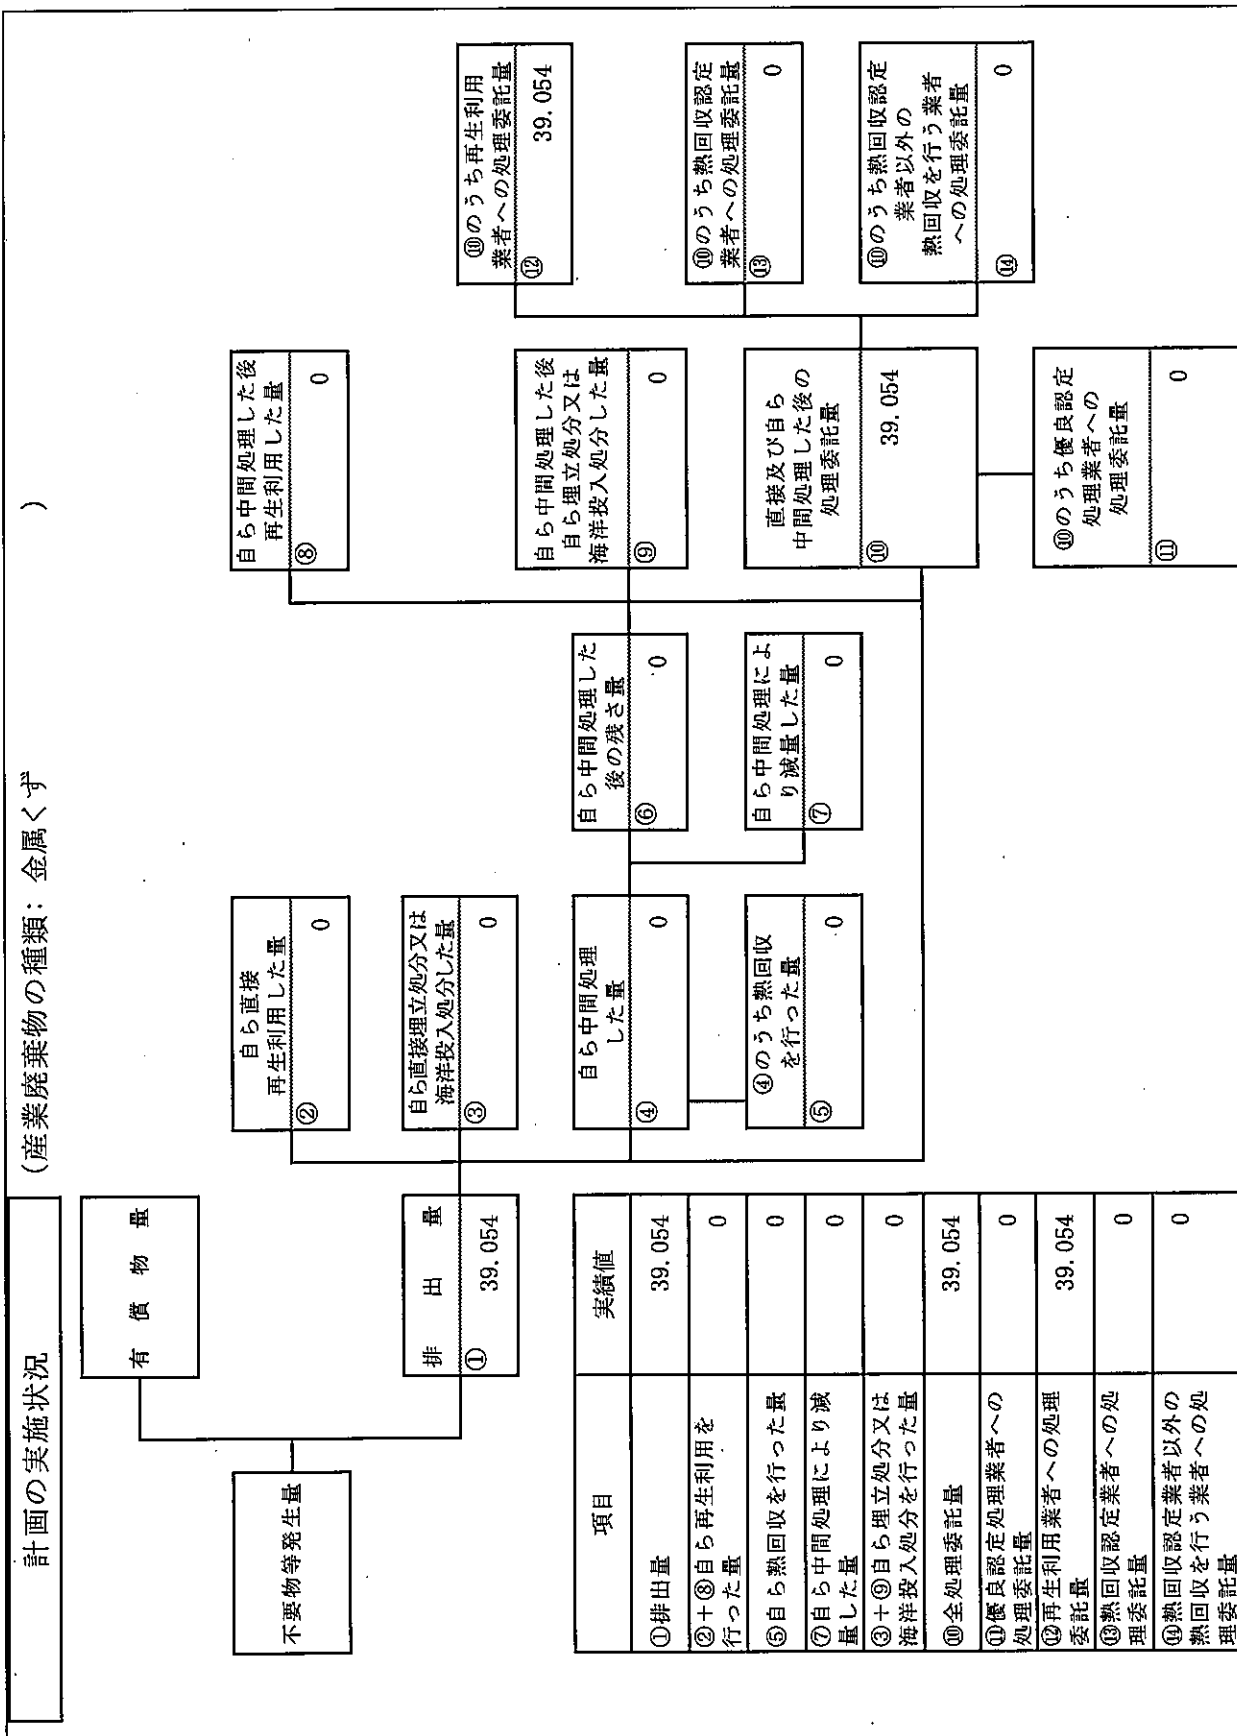 計画の実施状況
(産業廃棄物の種類：金属くず
)
不要物等発生量
有償物量
排出量
①
39.054
自ら直接
再生利用した量
②
0
自ら直接埋立処分又は
海洋投入処分した量
③
0
自ら中間処理
した量
④
0
④のうち熱回収
を行った量
⑤
0
自ら中間処理した
後の残さ量
⑥
0
自ら中間処理によ
り減量した量
⑦
0
自ら中間処理した後
再生利用した量
⑧
0
自ら中間処理した後
自ら埋立処分又は
海洋投入処分した量
⑨
0
直接及び自ら
中間処理した後の
処理委託量
⑩
39.054
⑩のうち優良認定
処理業者への
処理委託量
⑪
0
⑩のうち再生利用
業者への処理委託量
⑫
39.054
⑩のうち熱回収認定
業者への処理委託量
⑬
0
⑩のうち熱回収認定
業者以外の
熱回収を行う業者
への処理委託量
⑭
0
項目
実績値
①排出量
39.054
②+⑧自ら再生利用を
行った量
0
⑤自ら熱回収を行った量
0
⑦自ら中間処理により減
量した量
0
③+⑨自ら埋立処分又は
海洋投入処分を行った量
0
⑩全処理委託量
39.054
⑪優良認定処理業者への
処理委託量
0
⑫再生利用業者への処理
委託量
39.054
⑬熱回収認定業者への処
理委託量
0
⑭熱回収認定業者以外の
熱回収を行う業者への処
理委託量
0